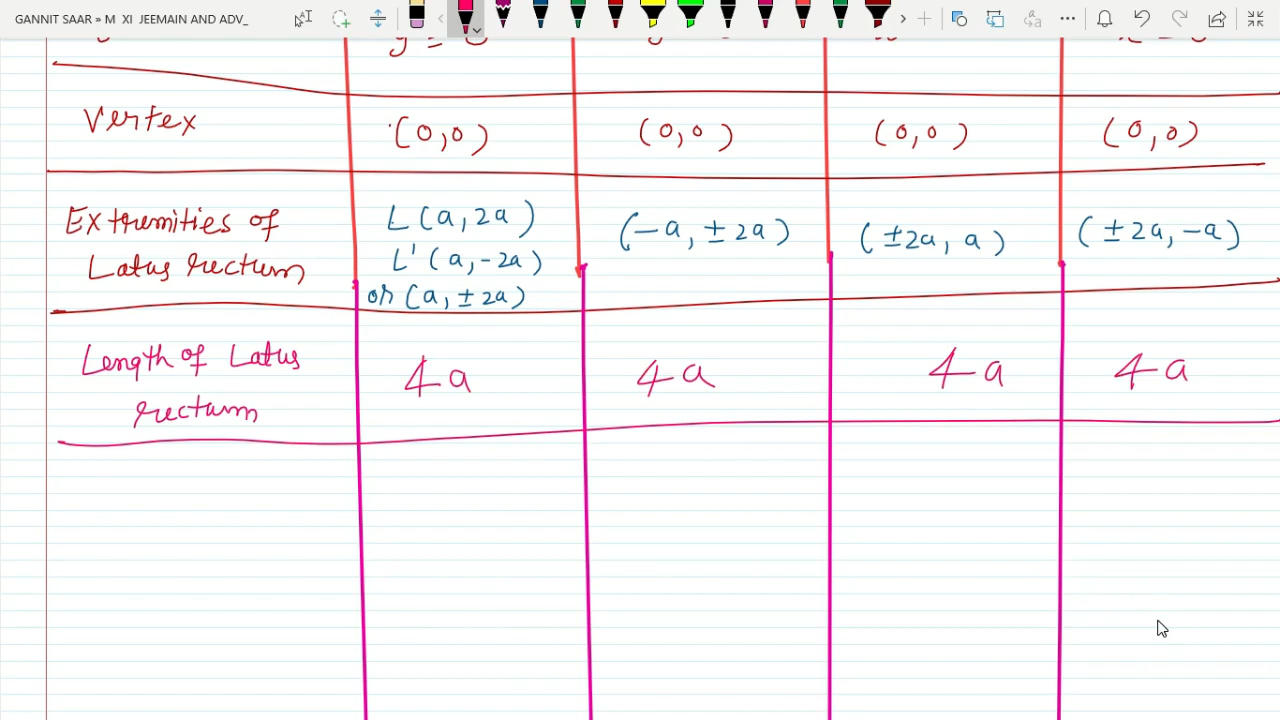 GANNIT SAAR » M XI JEEMAIN AND ADV_
Vertex (0,0) (0,0) (0,0) (0,0)
Extremities of L (a, 2a) (-a, ± 2a) (±2a, a) (±2a, -a)
Latus rectum L' (a, -2a)
or (a, ± 2a)
Length of Latus 4a 4a 4a 4a
rectum